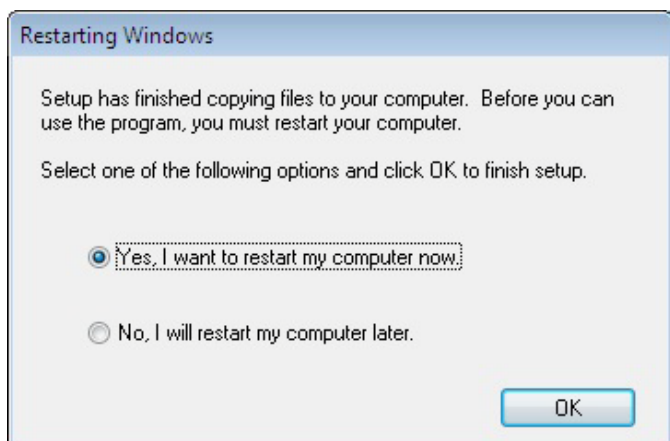 Restarting Windows
Setup has finished copying files to your computer.  Before you can
use the program, you must restart your computer.
Select one of the following options and click OK to finish setup.
Yes, I want to restart my computer now.
No, I will restart my computer later.
OK